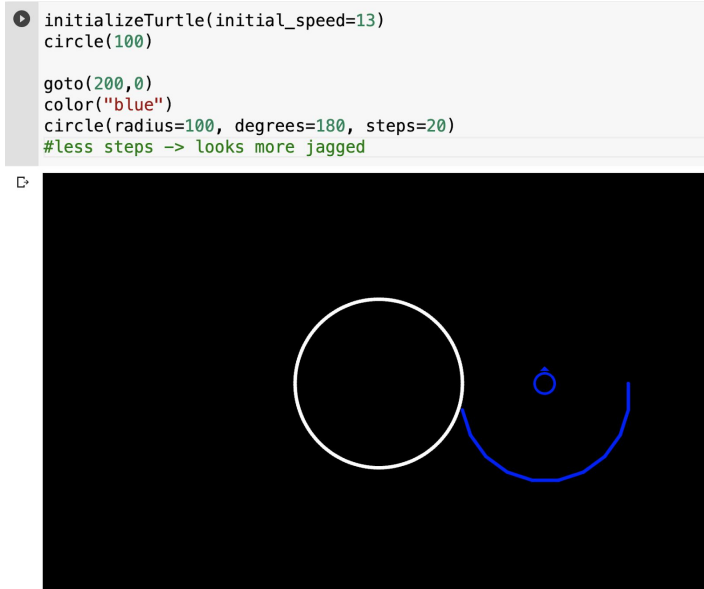 initializeTurtle(initial_speed=13)
circle(100)
goto(200,0)
color("blue")
circle(radius=100, degrees=180, steps=20)
#less steps -> looks more jagged